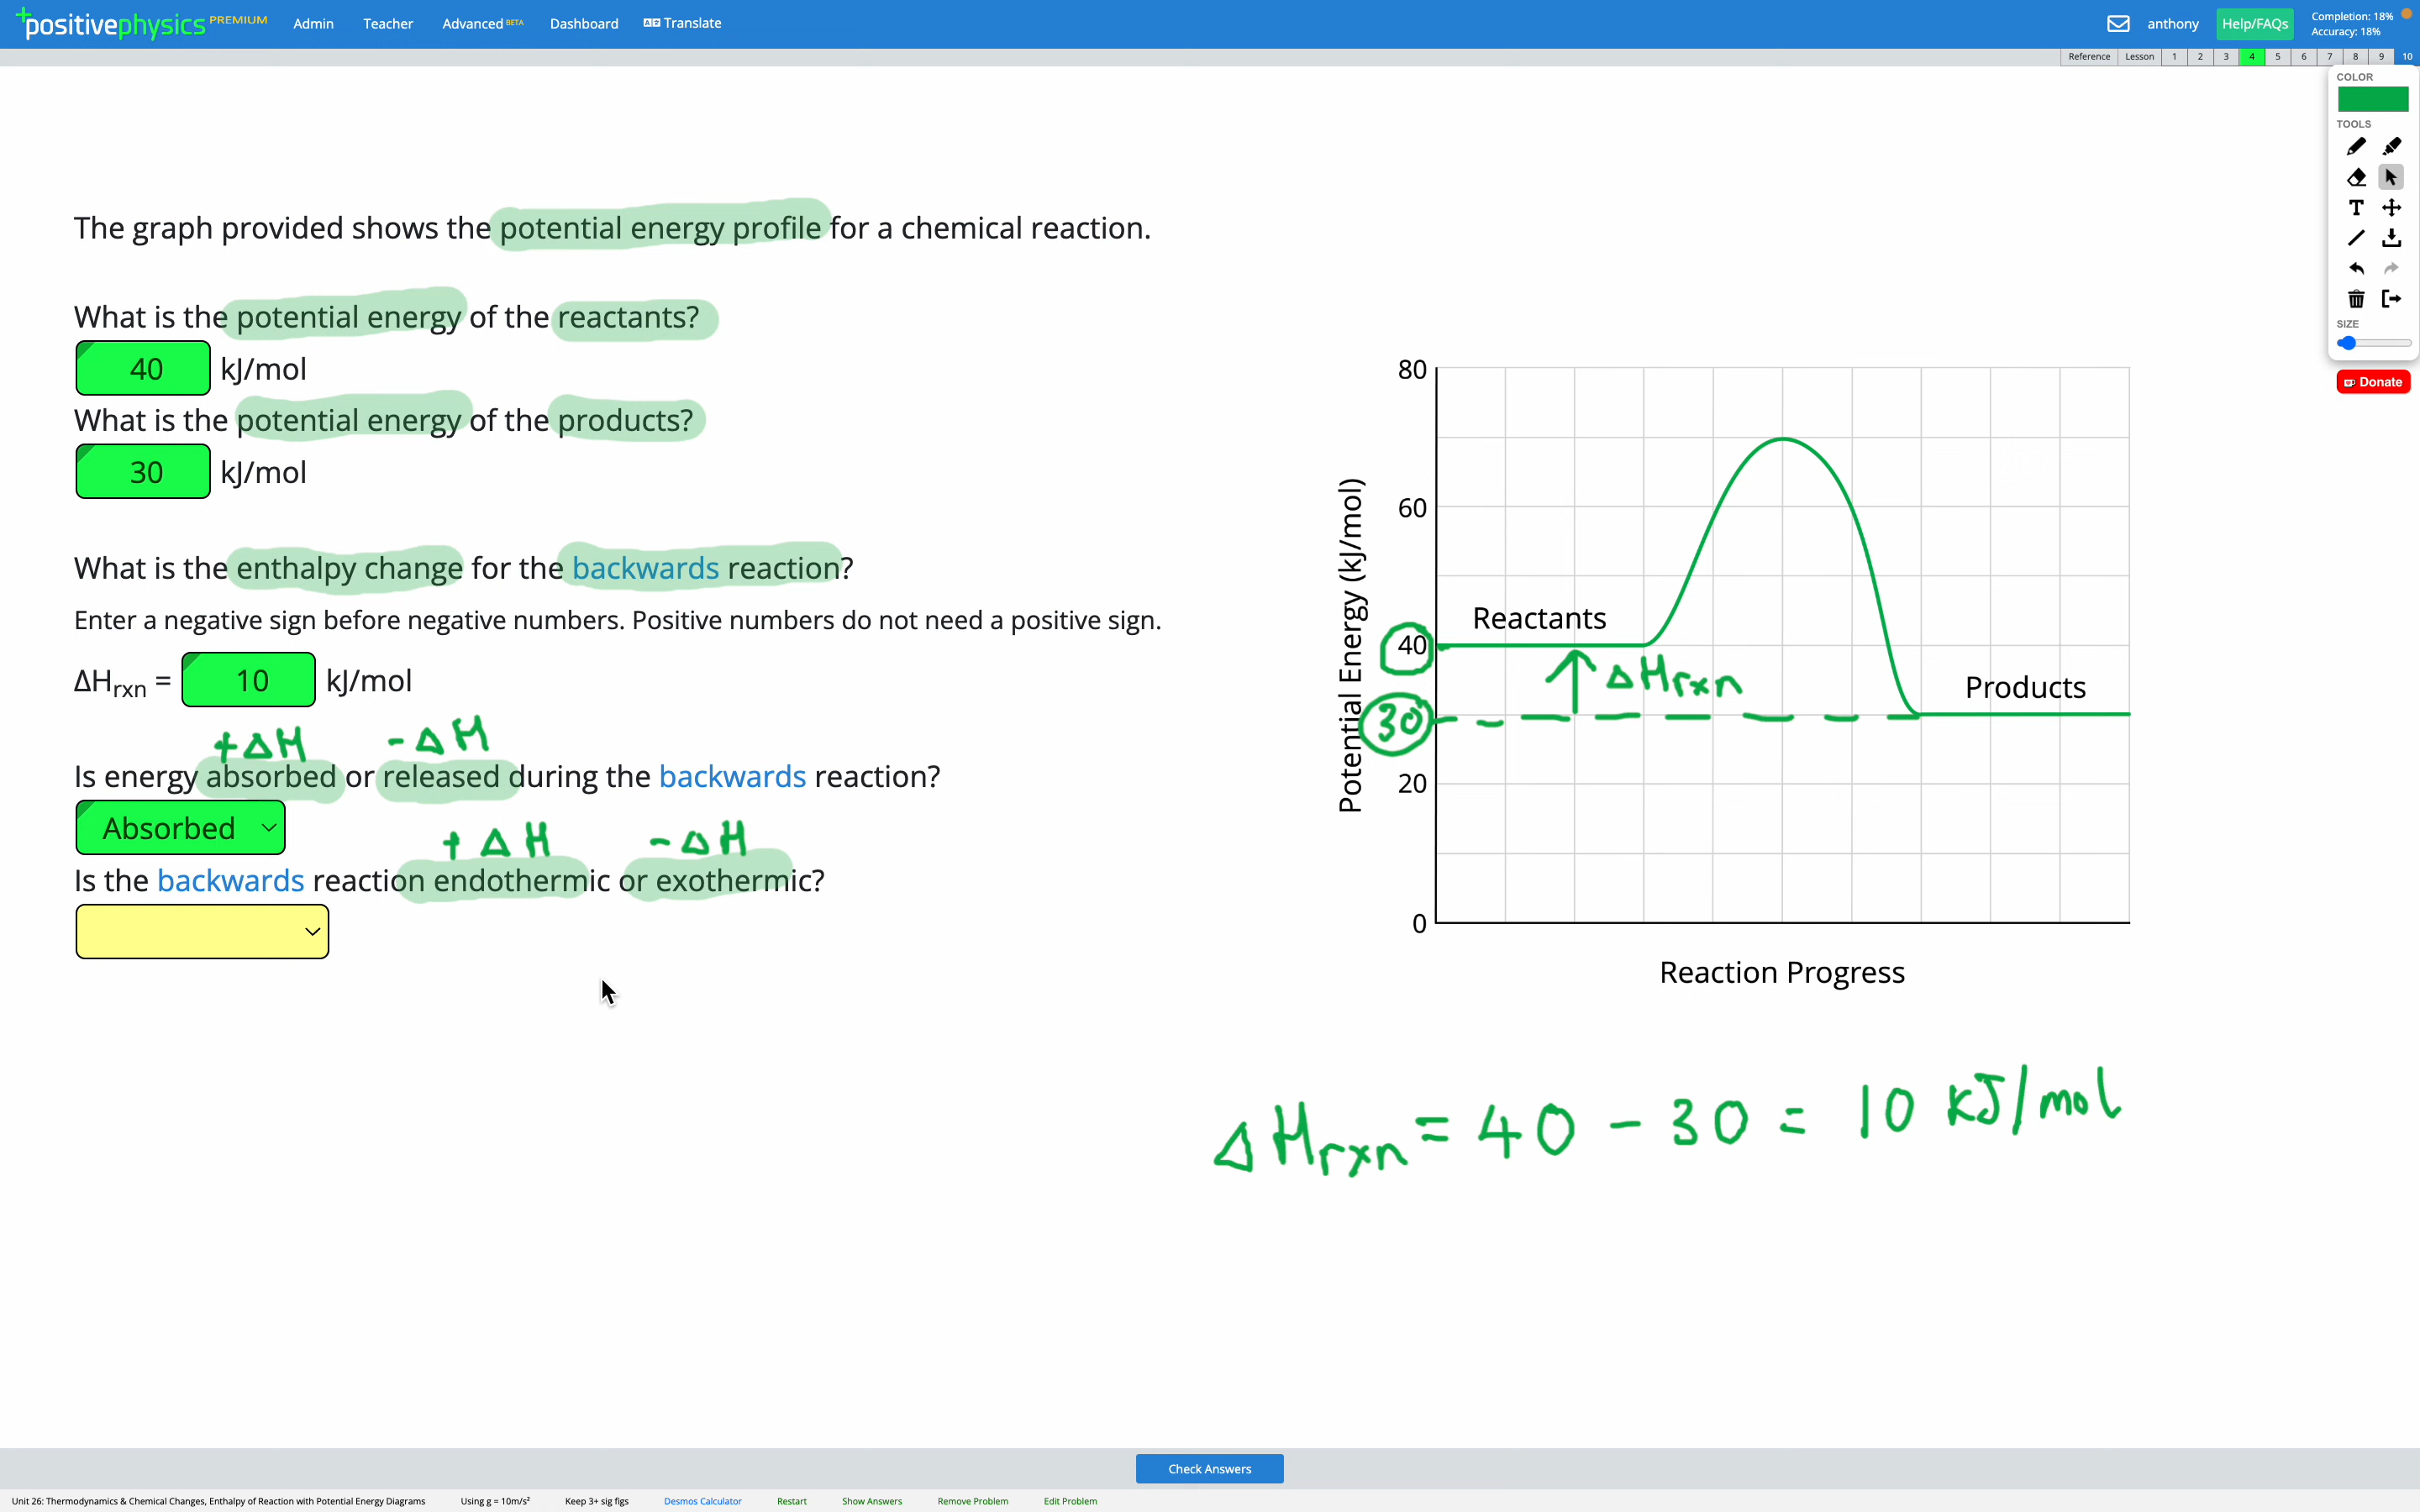 positivephysics PREMIUM Admin Teacher Advanced BETA Dashboard Translate anthony Help/FAQs Completion: 18%
Accuracy: 18%
Reference Lesson 1 2 3 4 5 6 7 8 9 10
COLOR
TOOLS
T
SIZE
Donate
The graph provided shows the potential energy profile for a chemical reaction.
What is the potential energy of the reactants?
40 kJ/mol
What is the potential energy of the products?
30 kJ/mol
What is the enthalpy change for the backwards reaction?
Enter a negative sign before negative numbers. Positive numbers do not need a positive sign.
ΔHrxn = 10 kJ/mol
+ΔH -ΔH
Is energy absorbed or released during the backwards reaction?
Absorbed
+ΔH -ΔH
Is the backwards reaction endothermic or exothermic?
Potential Energy (kJ/mol)
80
60
40
30
20
0
Reactants
ΔHrxn
Products
Reaction Progress
ΔHrxn = 40 - 30 = 10 kJ/mol
Check Answers
Unit 26: Thermodynamics & Chemical Changes, Enthalpy of Reaction with Potential Energy Diagrams Using g = 10m/s² Keep 3+ sig figs Desmos Calculator Restart Show Answers Remove Problem Edit Problem